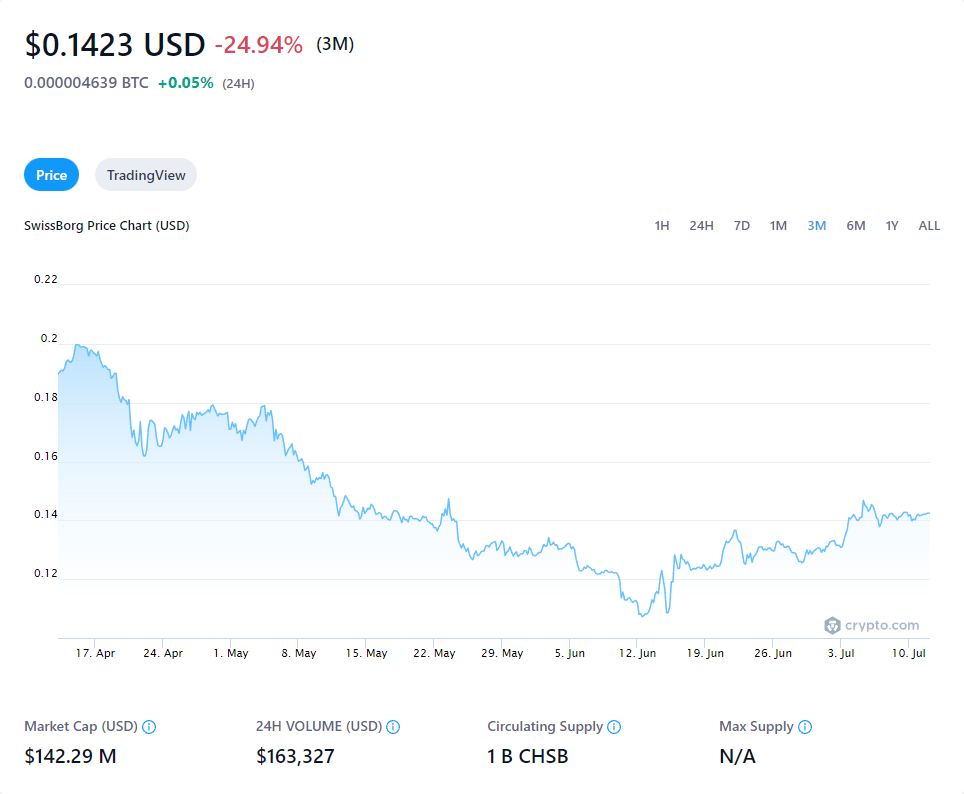 $0.1423 USD -24.94% (3M)
0.000004639 BTC +0.05% (24H)
Price TradingView
SwissBorg Price Chart (USD) 1H 24H 7D 1M 3M 6M 1Y ALL
0.22
0.2
0.18
0.16
0.14
0.12
crypto.com
17. Apr 24. Apr 1. May 8. May 15. May 22. May 29. May 5. Jun 12. Jun 19. Jun 26. Jun 3. Jul 10. Jul
Market Cap (USD) 24H VOLUME (USD) Circulating Supply Max Supply
$142.29 M $163,327 1 B CHSB N/A